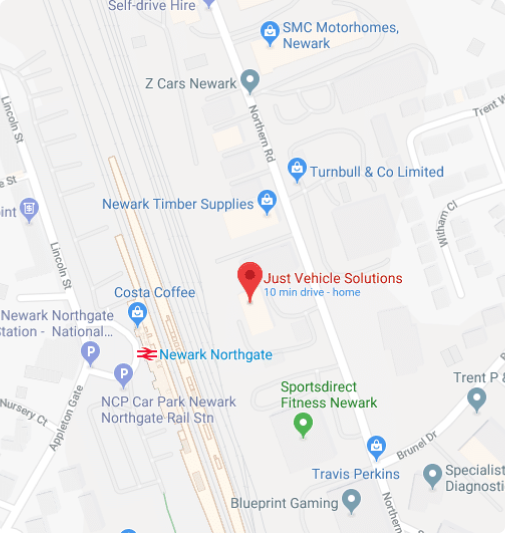 Self-drive Hire
SMC Motorhomes,
Newark
Z Cars Newark
Lincoln St
Northern Rd
Trent W
Turnbull & Co Limited
e St
Newark Timber Supplies
oint
Witham Cl
Lincoln St
Just Vehicle Solutions
10 min drive - home
Costa Coffee
Newark Northgate
Station - National...
Newark Northgate
P
P
NCP Car Park Newark
Northgate Rail Stn
Nursery Ct
Appleton Gate
Sportsdirect
Fitness Newark
Trent P &
Brunel Dr
Travis Perkins
Specialist
Diagnosti
Blueprint Gaming
Northern